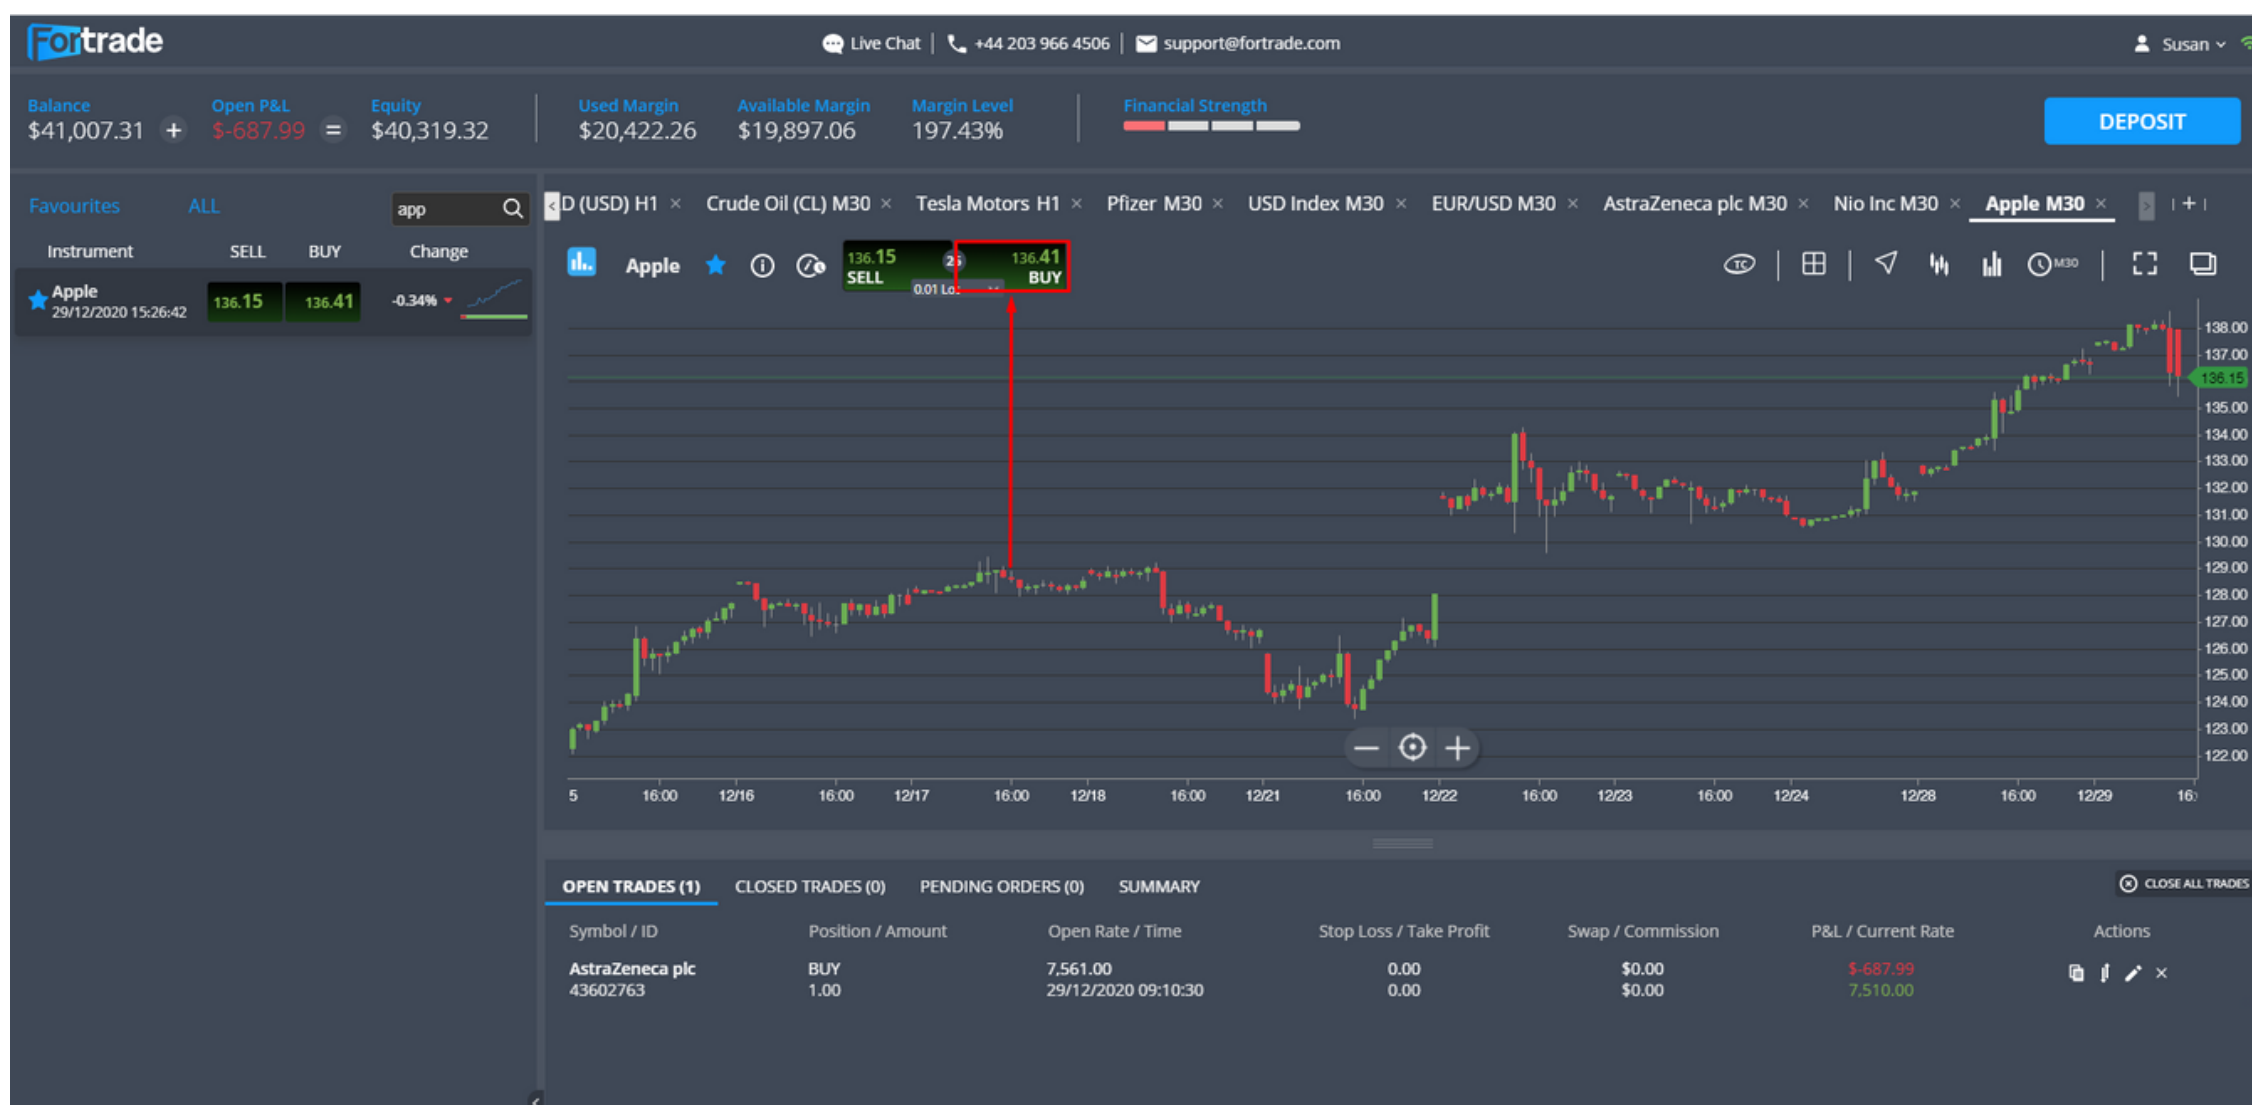 Fortrade
Live Chat | +44 203 966 4506 | support@fortrade.com
Susan
Balance Open P&L Equity Used Margin Available Margin Margin Level Financial Strength
$41,007.31 + $-687.99 = $40,319.32 $20,422.26 $19,897.06 197.43%
DEPOSIT
Favourites ALL app
Instrument SELL BUY Change
Apple 136.15 136.41 -0.34%
29/12/2020 15:26:42
D (USD) H1 × Crude Oil (CL) M30 × Tesla Motors H1 × Pfizer M30 × USD Index M30 × EUR/USD M30 × AstraZeneca plc M30 × Nio Inc M30 × Apple M30 × > +
Apple 136.15 26 136.41
SELL 0.01 BUY
TC M30
138.00
137.00
136.15
135.00
134.00
133.00
132.00
131.00
130.00
129.00
128.00
127.00
126.00
125.00
124.00
123.00
122.00
5 16:00 12/16 16:00 12/17 16:00 12/18 16:00 12/21 16:00 12/22 16:00 12/23 16:00 12/24 12/28 16:00 12/29
OPEN TRADES (1) CLOSED TRADES (0) PENDING ORDERS (0) SUMMARY CLOSE ALL TRADES
Symbol / ID Position / Amount Open Rate / Time Stop Loss / Take Profit Swap / Commission P&L / Current Rate Actions
AstraZeneca plc BUY 7,561.00 0.00 $0.00 $-687.99
43602763 1.00 29/12/2020 09:10:30 0.00 $0.00 7,510.00